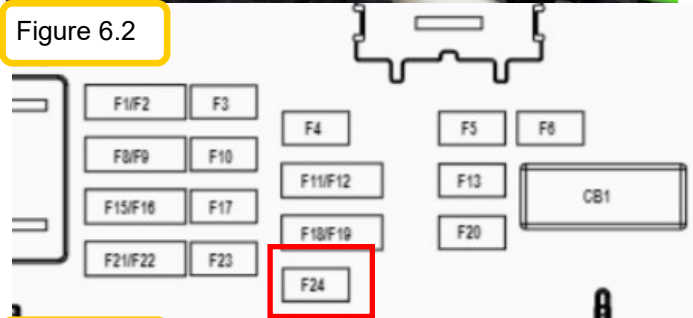 Figure 6.2
F1/F2 F3
F4 F5 F6
F8/F9 F10
F11/F12 F13 CB1
F15/F16 F17
F18/F19 F20
F21/F22 F23
F24